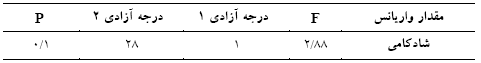 مقدار واریانس F درجه آزادی ۱ درجه آزادی ۲ P
شادکامی ۲/۸۸ ۱ ۲۸ ۰/۱